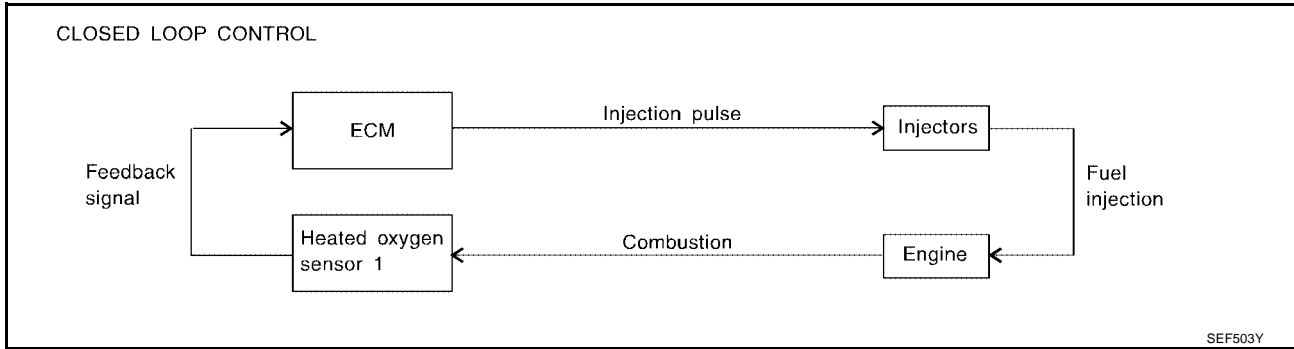 CLOSED LOOP CONTROL
ECM
Injection pulse
Injectors
Feedback
signal
Fuel
injection
Heated oxygen
sensor 1
Combustion
Engine
SEF503Y